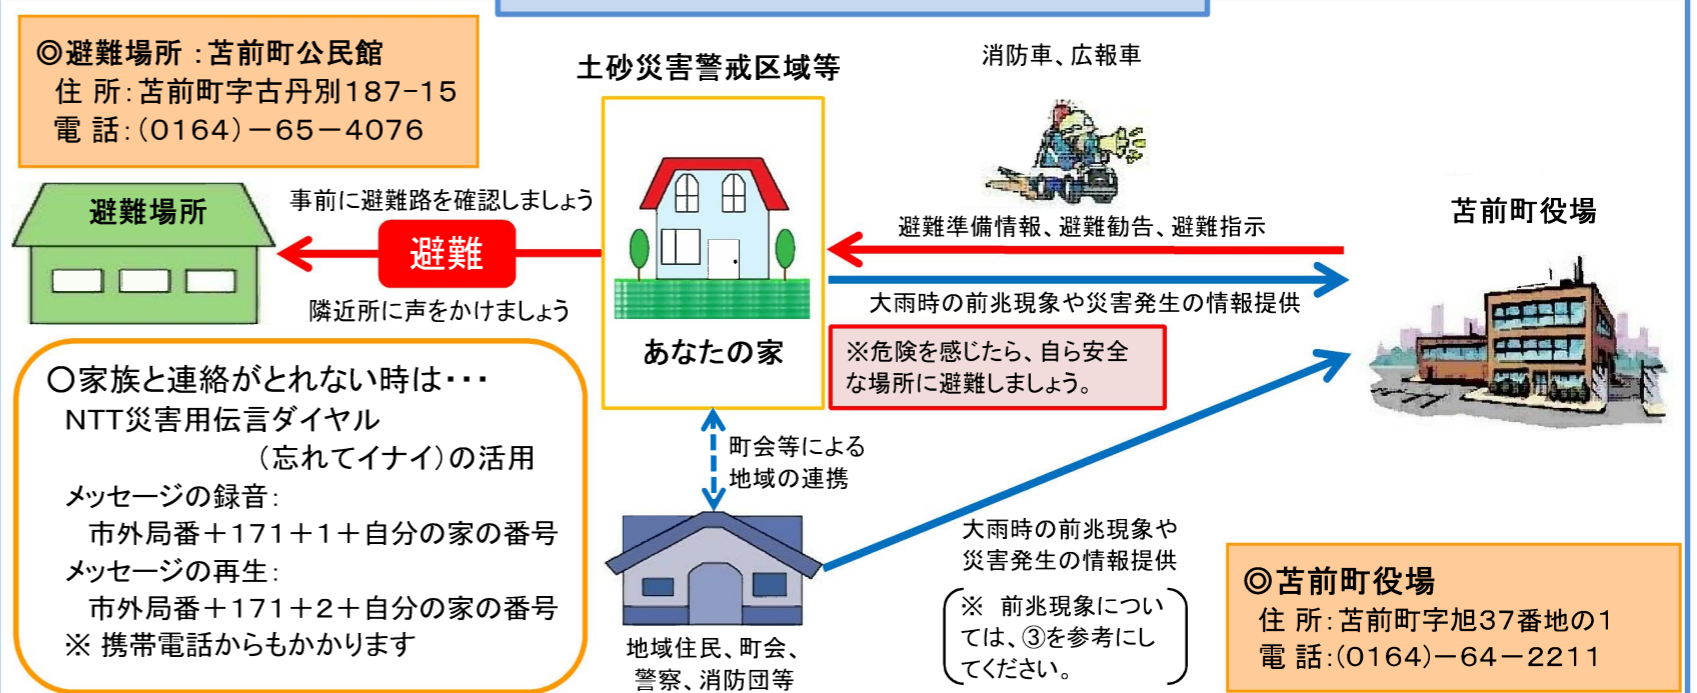 ◎避難場所：苫前町公民館
住 所：苫前町字古丹別187-15
電 話：（0164）－65－4076
避難場所
事前に避難路を確認しましょう
避難
隣近所に声をかけましょう
土砂災害警戒区域等
あなたの家
消防車、広報車
避難準備情報、避難勧告、避難指示
大雨時の前兆現象や災害発生の情報提供
※危険を感じたら、自ら安全
な場所に避難しましょう。
苫前町役場
〇家族と連絡がとれない時は・・・
NTT災害用伝言ダイヤル
（忘れてイナイ）の活用
メッセージの録音：
市外局番＋171＋1＋自分の家の番号
メッセージの再生：
市外局番＋171＋2＋自分の家の番号
※ 携帯電話からもかかります
町会等による
地域の連携
地域住民、町会、
警察、消防団等
大雨時の前兆現象や
災害発生の情報提供
※ 前兆現象につい
ては、③を参考にし
てください。
◎苫前町役場
住 所：苫前町字旭37番地の1
電 話：（0164）－64－2211